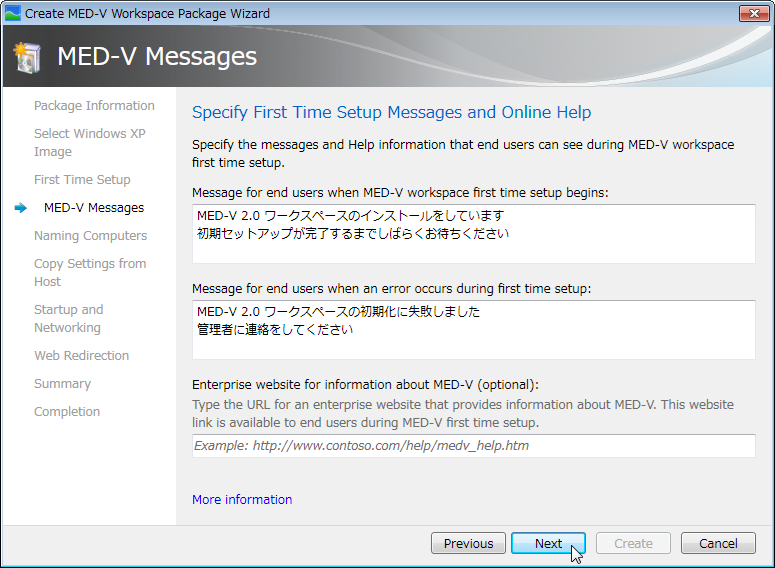 Create MED-V Workspace Package Wizard
MED-V Messages
Package Information
Select Windows XP
Image
First Time Setup
MED-V Messages
Naming Computers
Copy Settings from
Host
Startup and
Networking
Web Redirection
Summary
Completion
Specify First Time Setup Messages and Online Help
Specify the messages and Help information that end users can see during MED-V workspace
first time setup.
Message for end users when MED-V workspace first time setup begins:
MED-V 2.0 ワークスペースのインストールをしています
初期セットアップが完了するまでしばらくお待ちください
Message for end users when an error occurs during first time setup:
MED-V 2.0 ワークスペースの初期化に失敗しました
管理者に連絡をしてください
Enterprise website for information about MED-V (optional):
Type the URL for an enterprise website that provides information about MED-V. This website
link is available to end users during MED-V first time setup.
Example: http://www.contoso.com/help/medv_help.htm
More information
Previous
Next
Create
Cancel